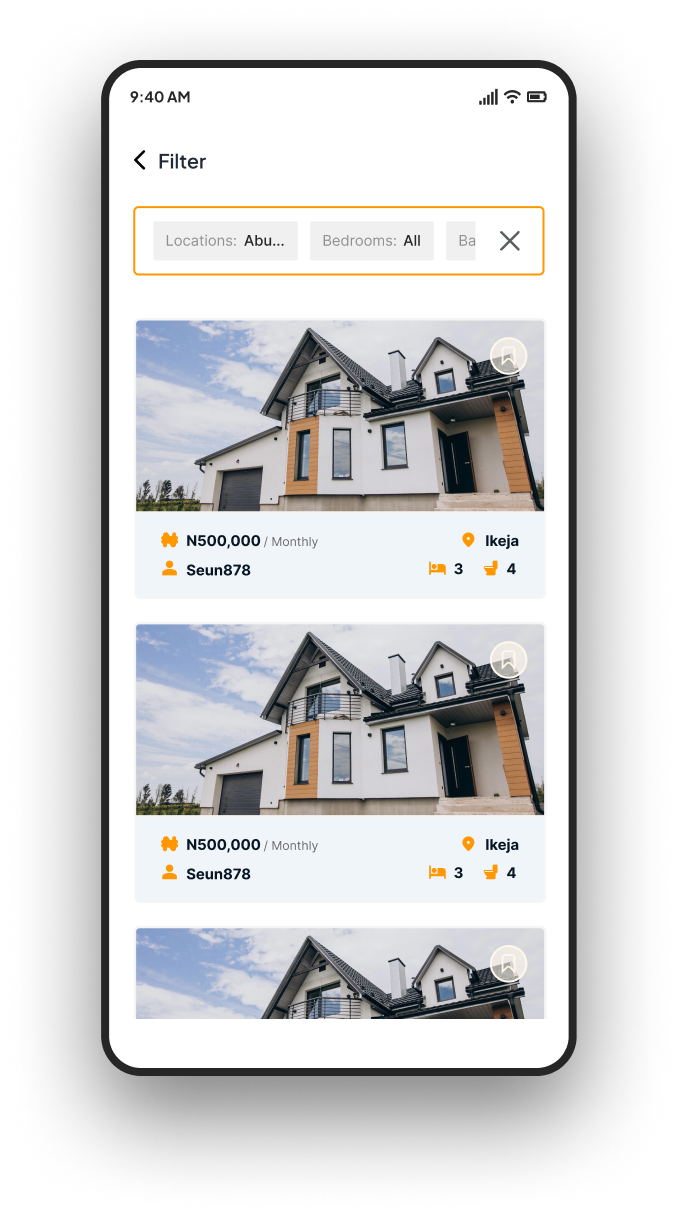 9:40 AM
Filter
Locations: Abu... Bedrooms: All Ba
N500,000 / Monthly Ikeja
Seun878 3 4
N500,000 / Monthly Ikeja
Seun878 3 4